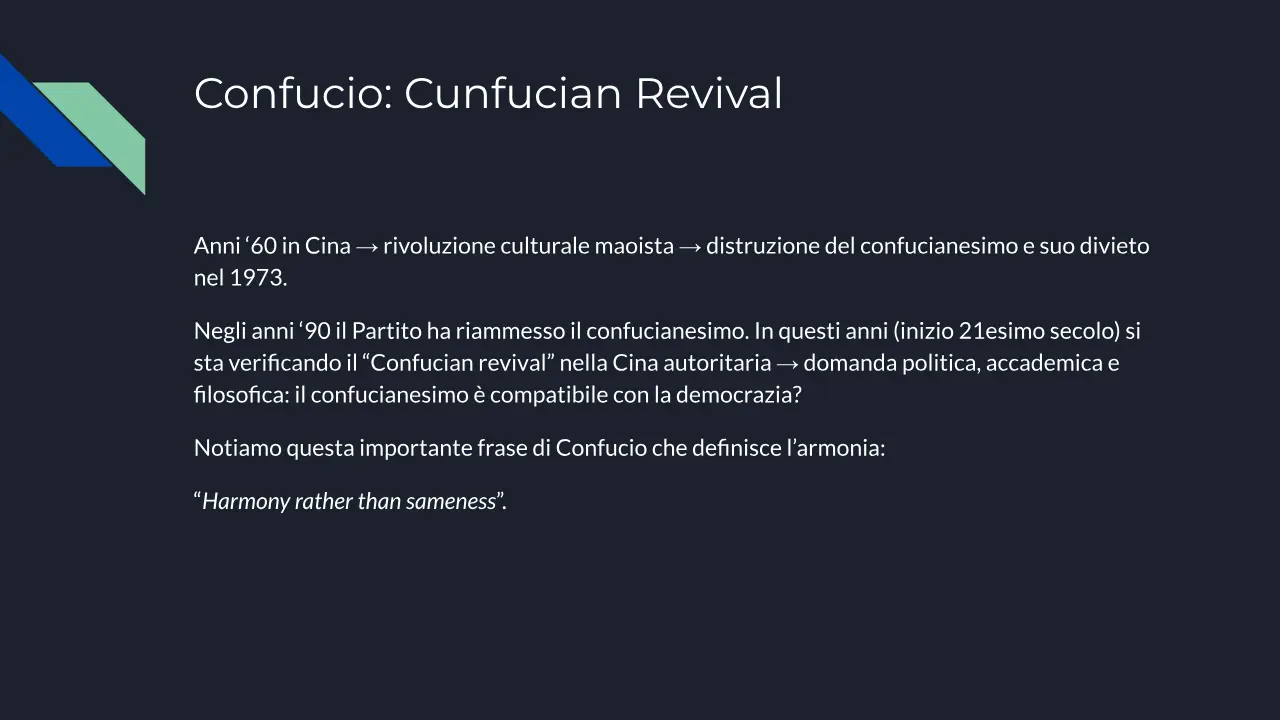 Confucio: Cunfucian Revival
Anni ‘60 in Cina → rivoluzione culturale maoista → distruzione del confucianesimo e suo divieto
nel 1973.
Negli anni ‘90 il Partito ha riammesso il confucianesimo. In questi anni (inizio 21esimo secolo) si
sta verificando il “Confucian revival” nella Cina autoritaria → domanda politica, accademica e
filosofica: il confucianesimo è compatibile con la democrazia?
Notiamo questa importante frase di Confucio che definisce l’armonia:
“Harmony rather than sameness”.